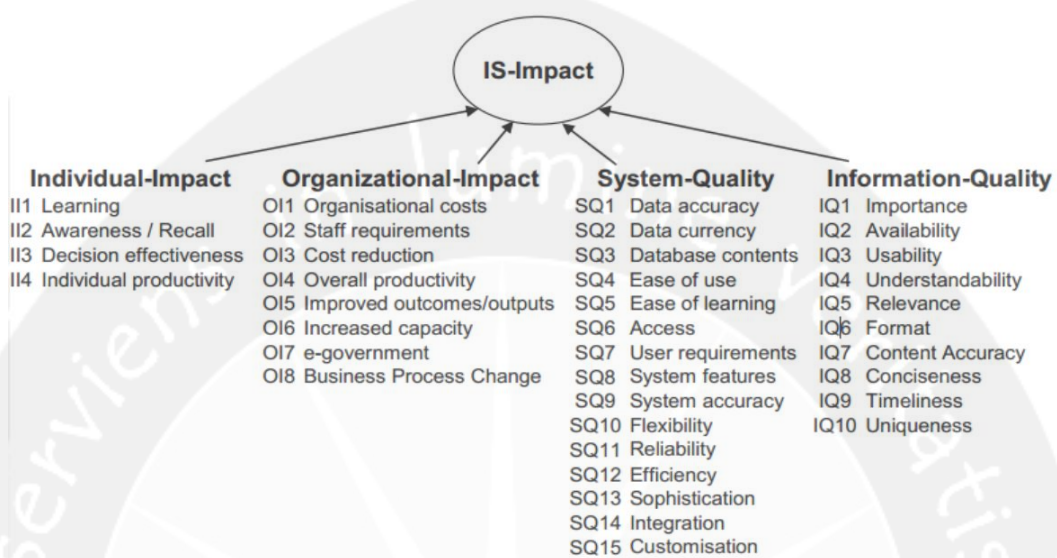 IS-Impact
Individual-Impact
II1 Learning
II2 Awareness / Recall
II3 Decision effectiveness
II4 Individual productivity
Organizational-Impact
OI1 Organisational costs
OI2 Staff requirements
OI3 Cost reduction
OI4 Overall productivity
OI5 Improved outcomes/outputs
OI6 Increased capacity
OI7 e-government
OI8 Business Process Change
System-Quality
SQ1 Data accuracy
SQ2 Data currency
SQ3 Database contents
SQ4 Ease of use
SQ5 Ease of learning
SQ6 Access
SQ7 User requirements
SQ8 System features
SQ9 System accuracy
SQ10 Flexibility
SQ11 Reliability
SQ12 Efficiency
SQ13 Sophistication
SQ14 Integration
SQ15 Customisation
Information-Quality
IQ1 Importance
IQ2 Availability
IQ3 Usability
IQ4 Understandability
IQ5 Relevance
IQ6 Format
IQ7 Content Accuracy
IQ8 Conciseness
IQ9 Timeliness
IQ10 Uniqueness
serviens in lumine veritatis